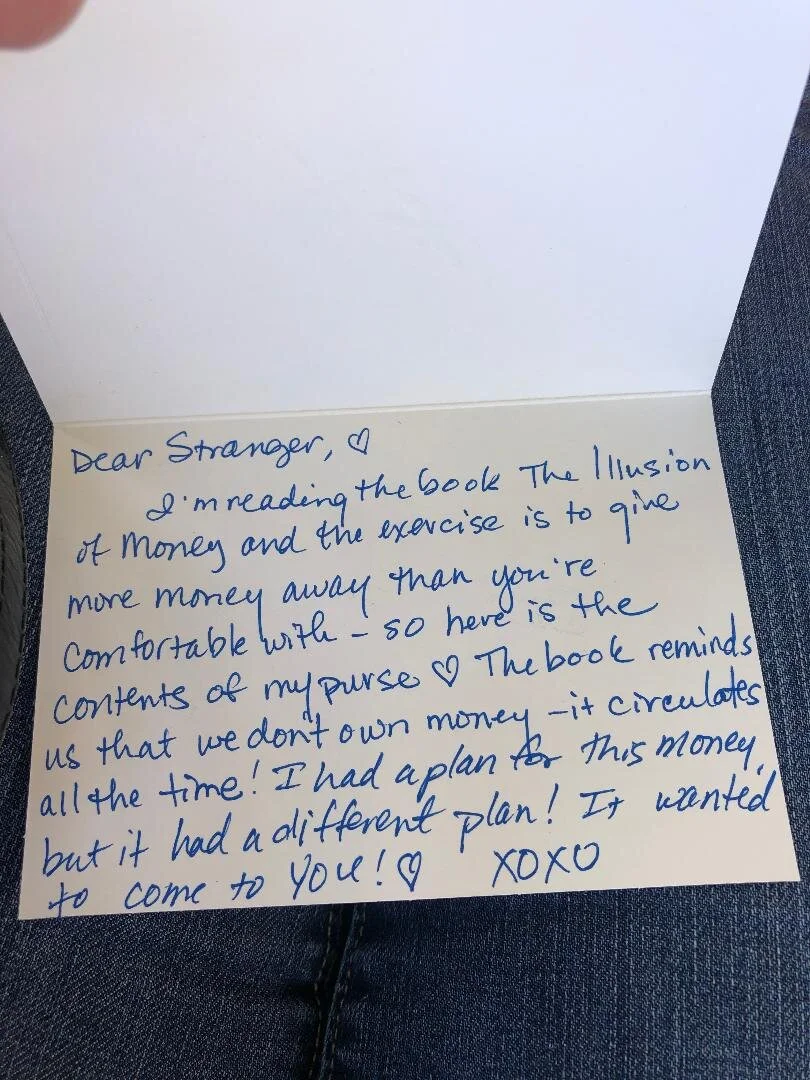 Dear Stranger, ♡
I'm reading the book The Illusion
of Money and the exercise is to give
more money away than you're
comfortable with - so here is the
contents of my purse ♡ The book reminds
us that we don't own money - it circulates
all the time! I had a plan for this money,
but it had a different plan! It wanted
to come to you! ♡ XOXO